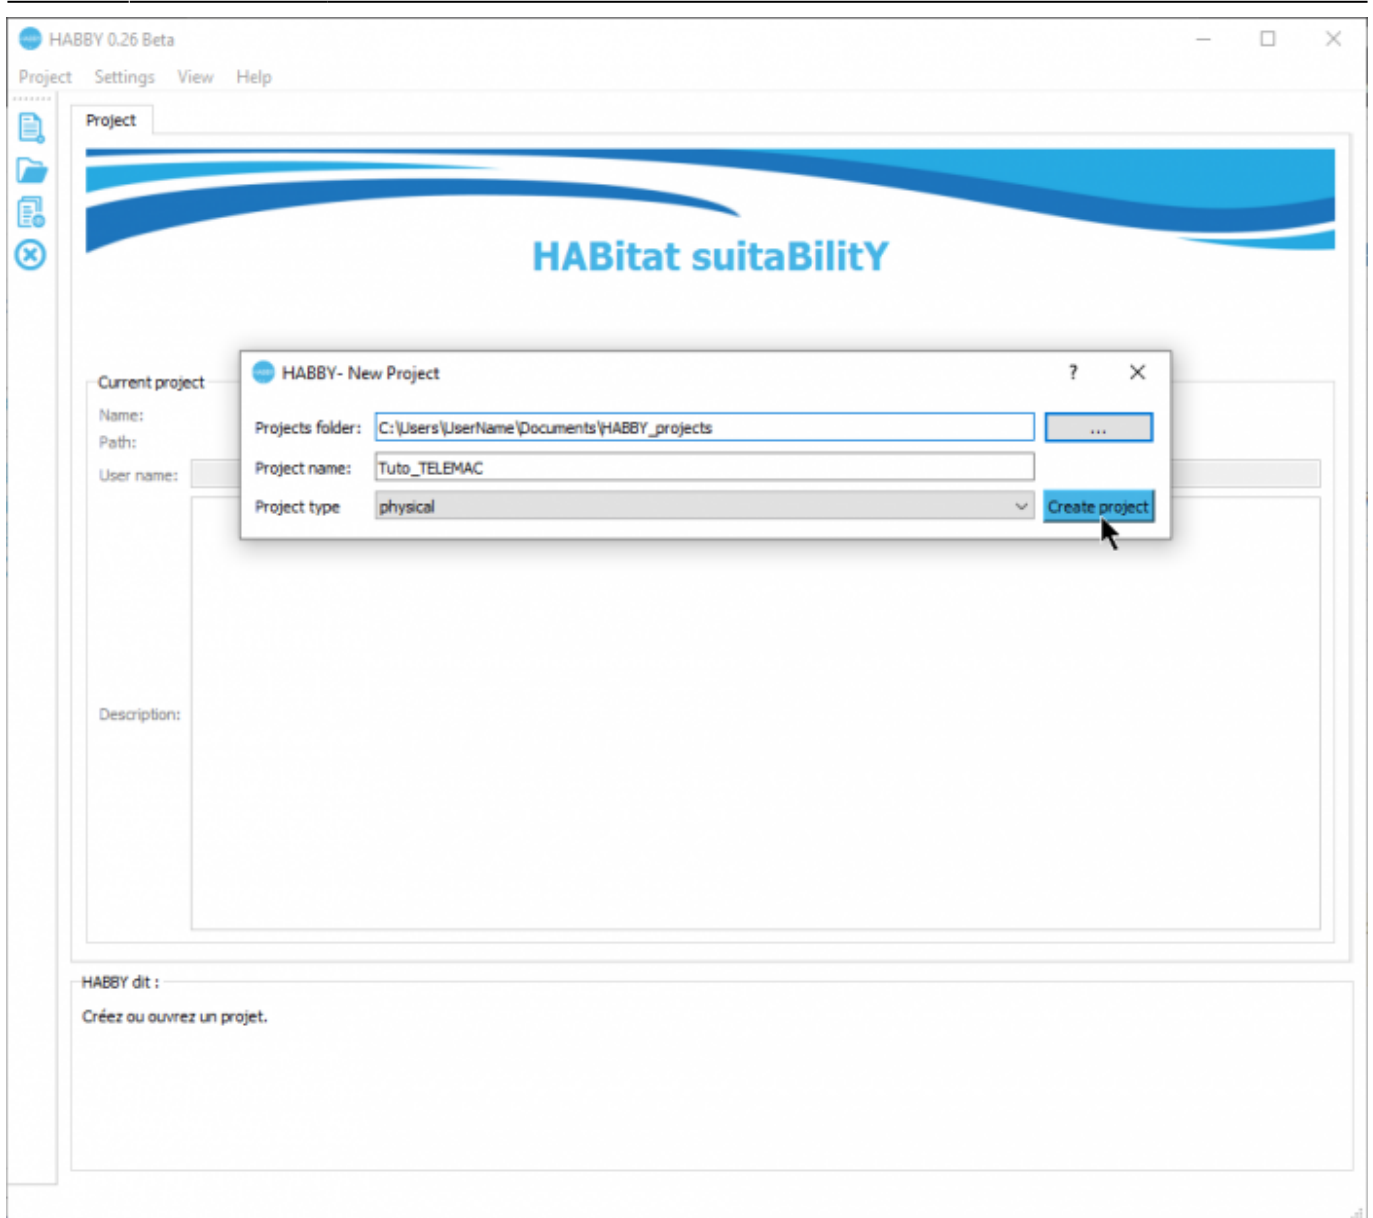 HABBY 0.26 Beta
Project Settings View Help
Project
HABitat suitaBilitY
HABBY- New Project
?
Projects folder: C:\Users\UserName\Documents\HABBY_projects ...
Project name: Tuto_TELEMAC
Project type physical Create project
Current project
Name:
Path:
User name:
Description:
HABBY dit :
Créez ou ouvrez un projet.